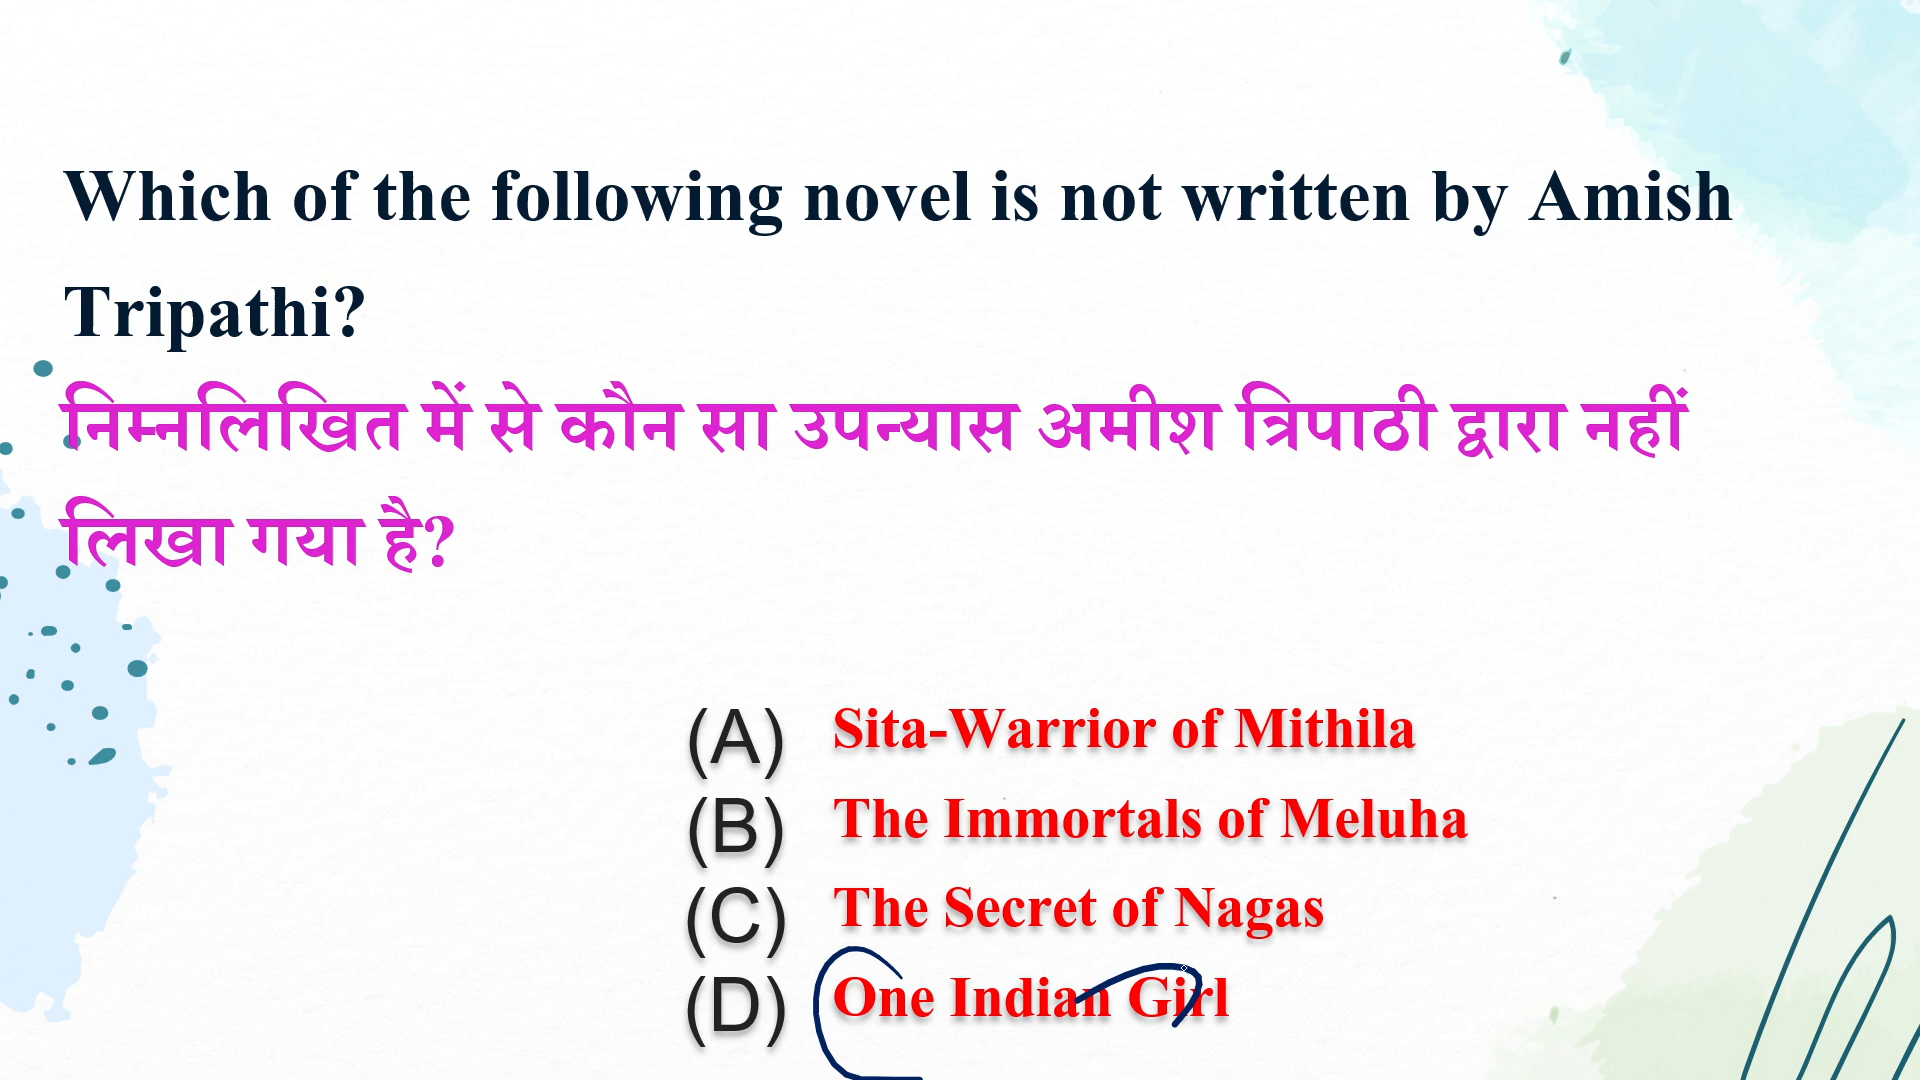 Which of the following novel is not written by Amish
Tripathi?
निम्नलिखित में से कौन सा उपन्यास अमीश त्रिपाठी द्वारा नहीं
लिखा गया है?
(A) Sita-Warrior of Mithila
(B) The Immortals of Meluha
(C) The Secret of Nagas
(D) One Indian Girl